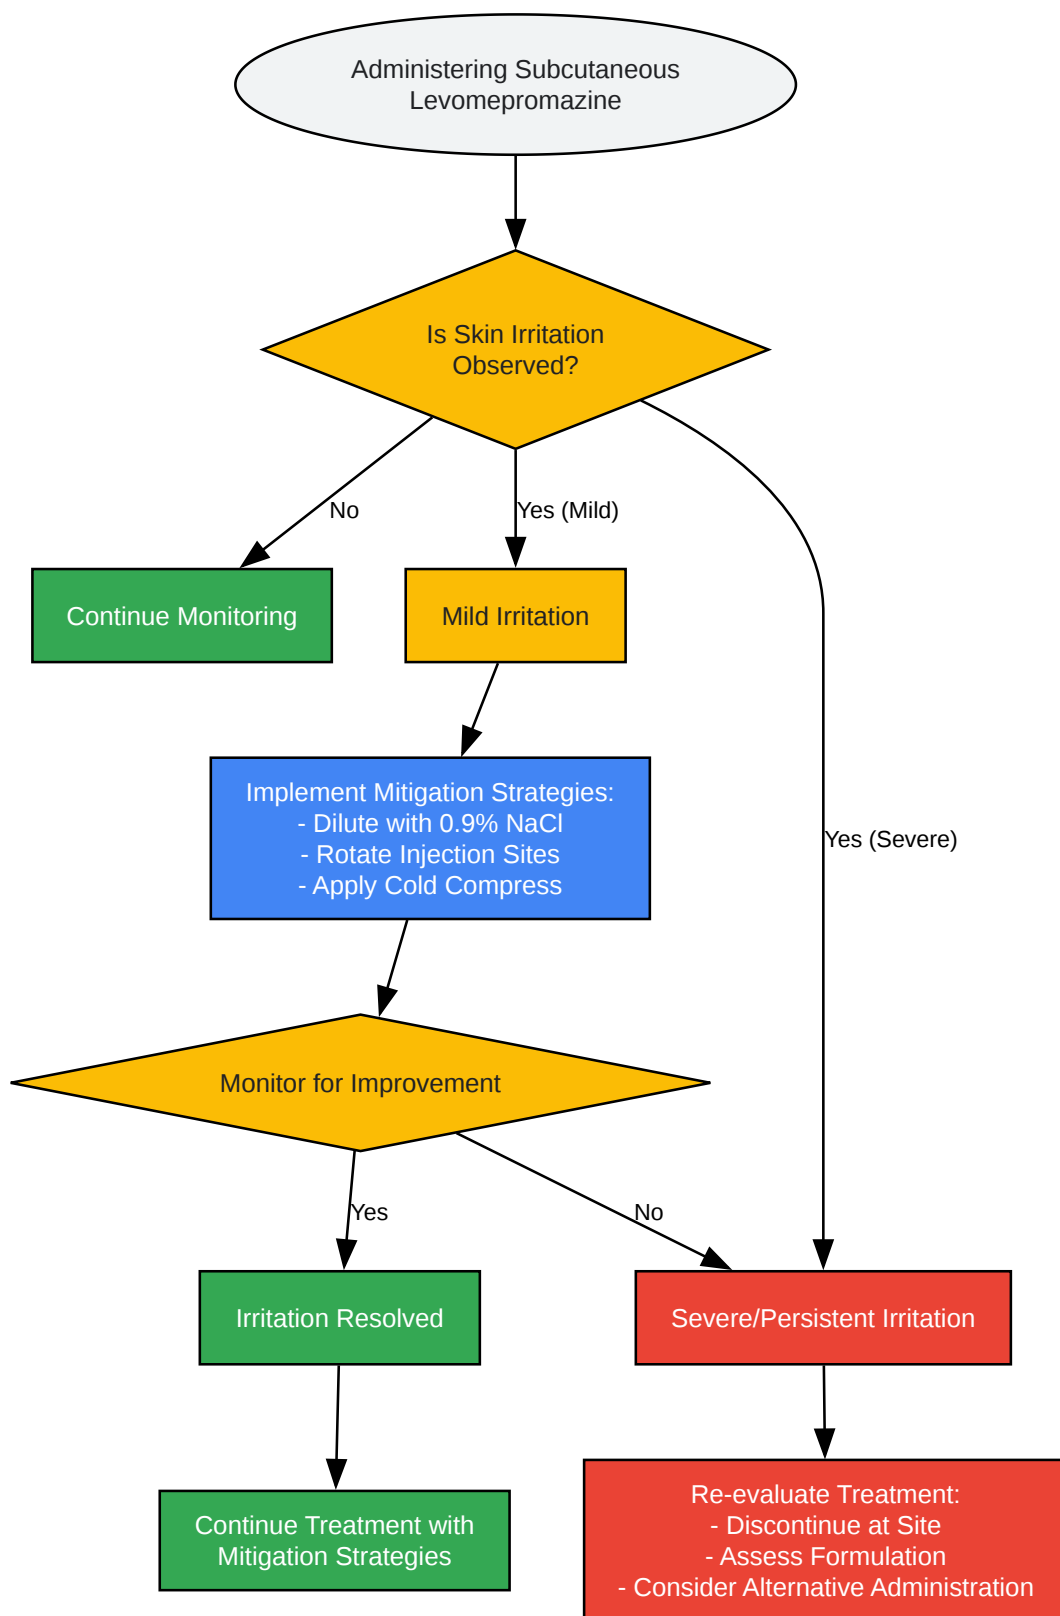 Administering Subcutaneous
Levomepromazine
Is Skin Irritation
Observed?
No
Yes (Mild)
Continue Monitoring
Mild Irritation
Implement Mitigation Strategies:
- Dilute with 0.9% NaCl
- Rotate Injection Sites
- Apply Cold Compress
Yes (Severe)
Monitor for Improvement
Yes
No
Irritation Resolved
Severe/Persistent Irritation
Continue Treatment with
Mitigation Strategies
Re-evaluate Treatment:
- Discontinue at Site
- Assess Formulation
- Consider Alternative Administration